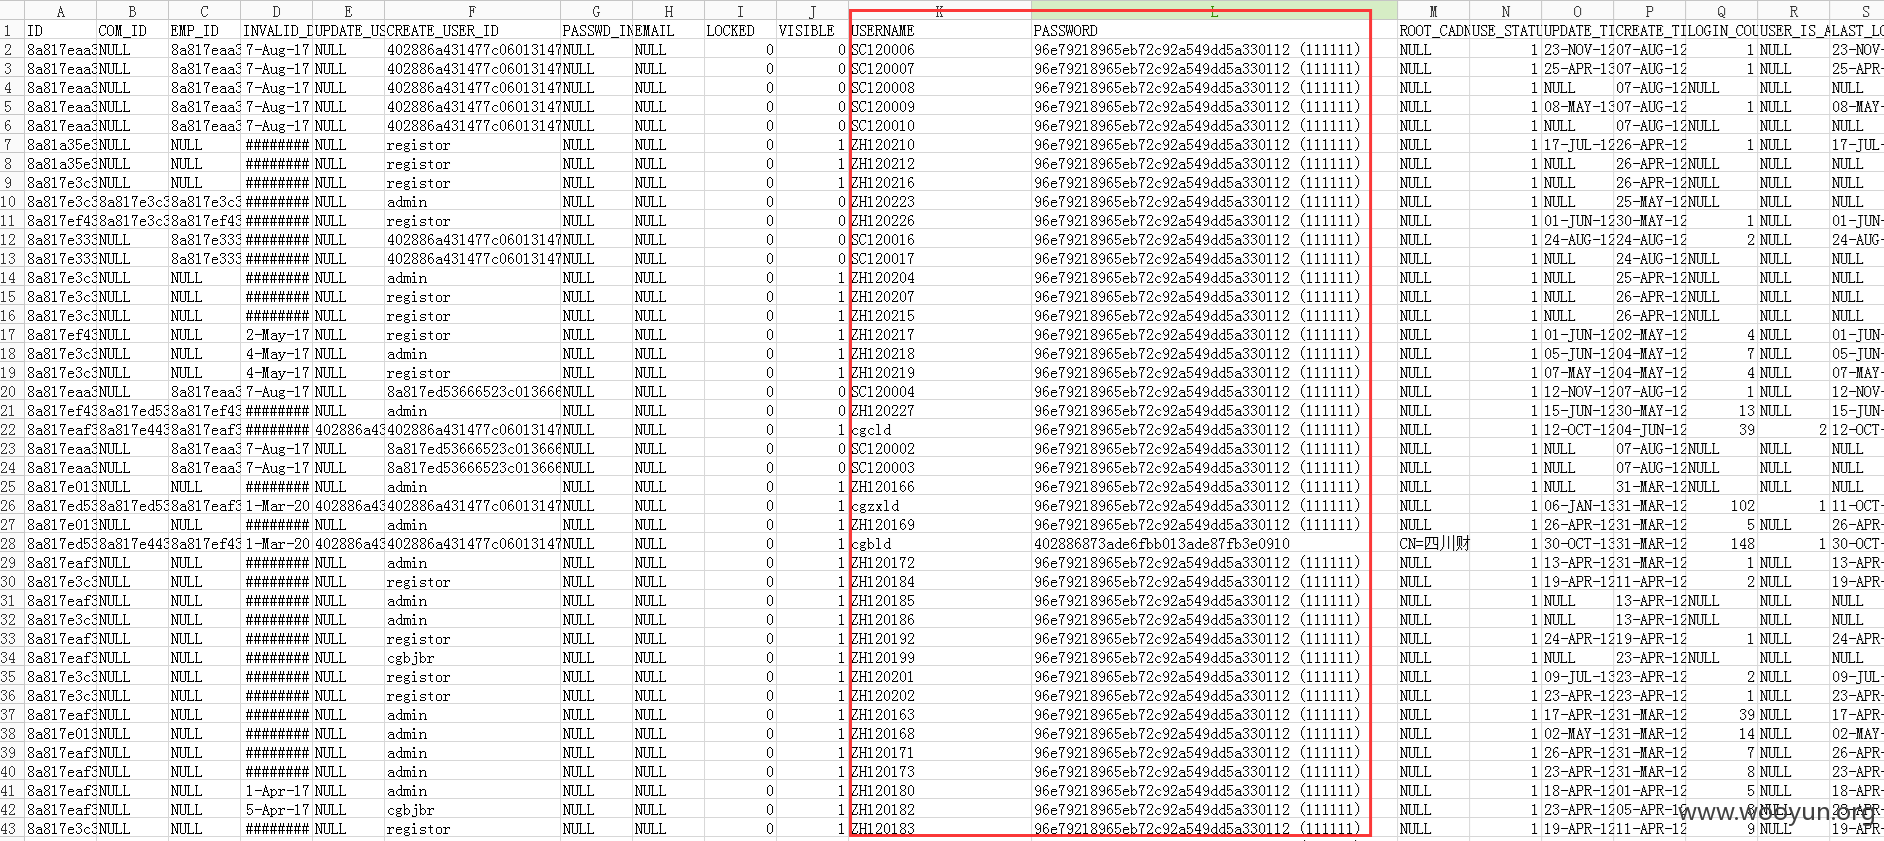 A B C D E F G H I J K L M N O P Q R S
1 ID COM_ID EMP_ID INVALID_D UPDATE_US CREATE_USER_ID PASSWD_IN EMAIL LOCKED VISIBLE USERNAME PASSWORD ROOT_CADN USE_STATU UPDATE_TI CREATE_TI LOGIN_COU USER_IS_A LAST_LO
2 8a817eaa3 NULL 8a817eaa3 7-Aug-17 NULL 402886a431477c06013147 NULL NULL 0 0 SC120006 96e79218965eb72c92a549dd5a330112 (111111) NULL 1 23-NOV-12 07-AUG-12 1 NULL 23-NOV-
3 8a817eaa3 NULL 8a817eaa3 7-Aug-17 NULL 402886a431477c06013147 NULL NULL 0 0 SC120007 96e79218965eb72c92a549dd5a330112 (111111) NULL 1 25-APR-13 07-AUG-12 1 NULL 25-APR-
4 8a817eaa3 NULL 8a817eaa3 7-Aug-17 NULL 402886a431477c06013147 NULL NULL 0 0 SC120008 96e79218965eb72c92a549dd5a330112 (111111) NULL 1 NULL 07-AUG-12 NULL NULL NULL
5 8a817eaa3 NULL 8a817eaa3 7-Aug-17 NULL 402886a431477c06013147 NULL NULL 0 0 SC120009 96e79218965eb72c92a549dd5a330112 (111111) NULL 1 08-MAY-13 07-AUG-12 1 NULL 08-MAY-
6 8a817eaa3 NULL 8a817eaa3 7-Aug-17 NULL 402886a431477c06013147 NULL NULL 0 0 SC120010 96e79218965eb72c92a549dd5a330112 (111111) NULL 1 NULL 07-AUG-12 NULL NULL NULL
7 8a81a35e3 NULL NULL ######## NULL registor NULL NULL 0 1 ZH120210 96e79218965eb72c92a549dd5a330112 (111111) NULL 1 17-JUL-12 26-APR-12 1 NULL 17-JUL-
8 8a81a35e3 NULL NULL ######## NULL registor NULL NULL 0 1 ZH120212 96e79218965eb72c92a549dd5a330112 (111111) NULL 1 NULL 26-APR-12 NULL NULL NULL
9 8a817e3c3 NULL NULL ######## NULL registor NULL NULL 0 1 ZH120216 96e79218965eb72c92a549dd5a330112 (111111) NULL 1 NULL 26-APR-12 NULL NULL NULL
10 8a817e3c3 8a817e3c3 8a817e3c3 ######## NULL admin NULL NULL 0 0 ZH120223 96e79218965eb72c92a549dd5a330112 (111111) NULL 1 NULL 25-MAY-12 NULL NULL NULL
11 8a817ef43 8a817e3c3 8a817ef43 ######## NULL registor NULL NULL 0 1 ZH120226 96e79218965eb72c92a549dd5a330112 (111111) NULL 1 01-JUN-12 30-MAY-12 1 NULL 01-JUN-
12 8a817e333 NULL 8a817e333 ######## NULL 402886a431477c06013147 NULL NULL 0 0 SC120016 96e79218965eb72c92a549dd5a330112 (111111) NULL 1 24-AUG-12 24-AUG-12 2 NULL 24-AUG-
13 8a817e333 NULL 8a817e333 ######## NULL 402886a431477c06013147 NULL NULL 0 0 SC120017 96e79218965eb72c92a549dd5a330112 (111111) NULL 1 NULL 24-AUG-12 NULL NULL NULL
14 8a817e3c3 NULL NULL ######## NULL admin NULL NULL 0 1 ZH120204 96e79218965eb72c92a549dd5a330112 (111111) NULL 1 NULL 25-APR-12 NULL NULL NULL
15 8a817e3c3 NULL NULL ######## NULL registor NULL NULL 0 1 ZH120207 96e79218965eb72c92a549dd5a330112 (111111) NULL 1 NULL 26-APR-12 NULL NULL NULL
16 8a817e3c3 NULL NULL ######## NULL registor NULL NULL 0 1 ZH120215 96e79218965eb72c92a549dd5a330112 (111111) NULL 1 NULL 26-APR-12 NULL NULL NULL
17 8a817ef43 NULL NULL 2-May-17 NULL registor NULL NULL 0 1 ZH120217 96e79218965eb72c92a549dd5a330112 (111111) NULL 1 01-JUN-12 02-MAY-12 4 NULL 01-JUN-
18 8a817e3c3 NULL NULL 4-May-17 NULL admin NULL NULL 0 1 ZH120218 96e79218965eb72c92a549dd5a330112 (111111) NULL 1 05-JUN-12 04-MAY-12 7 NULL 05-JUN-
19 8a817e3c3 NULL NULL 4-May-17 NULL registor NULL NULL 0 1 ZH120219 96e79218965eb72c92a549dd5a330112 (111111) NULL 1 07-MAY-12 04-MAY-12 4 NULL 07-MAY-
20 8a817eaa3 NULL 8a817eaa3 7-Aug-17 NULL 8a817ed53666523c013666 NULL NULL 0 0 SC120004 96e79218965eb72c92a549dd5a330112 (111111) NULL 1 12-NOV-12 07-AUG-12 1 NULL 12-NOV-
21 8a817ef43 8a817ed53 8a817ef43 ######## NULL admin NULL NULL 0 0 ZH120227 96e79218965eb72c92a549dd5a330112 (111111) NULL 1 15-JUN-12 30-MAY-12 13 NULL 15-JUN-
22 8a817eaf3 8a817e443 8a817eaf3 ######## 402886a43 402886a431477c06013147 NULL NULL 0 1 cgcld 96e79218965eb72c92a549dd5a330112 (111111) NULL 1 12-OCT-12 04-JUN-12 39 2 12-OCT-
23 8a817eaa3 NULL 8a817eaa3 7-Aug-17 NULL 8a817ed53666523c013666 NULL NULL 0 0 SC120002 96e79218965eb72c92a549dd5a330112 (111111) NULL 1 NULL 07-AUG-12 NULL NULL NULL
24 8a817eaa3 NULL 8a817eaa3 7-Aug-17 NULL 8a817ed53666523c013666 NULL NULL 0 0 SC120003 96e79218965eb72c92a549dd5a330112 (111111) NULL 1 NULL 07-AUG-12 NULL NULL NULL
25 8a817e013 NULL NULL ######## NULL admin NULL NULL 0 1 ZH120166 96e79218965eb72c92a549dd5a330112 (111111) NULL 1 NULL 31-MAR-12 NULL NULL NULL
26 8a817ed53 8a817ed53 8a817eaf3 1-Mar-20 402886a43 402886a431477c06013147 NULL NULL 0 1 cgzxld 96e79218965eb72c92a549dd5a330112 (111111) NULL 1 06-JAN-13 31-MAR-12 102 1 11-OCT-
27 8a817e013 NULL NULL ######## NULL admin NULL NULL 0 1 ZH120169 96e79218965eb72c92a549dd5a330112 (111111) NULL 1 26-APR-12 31-MAR-12 5 NULL 26-APR-
28 8a817ed53 8a817e443 8a817ef43 1-Mar-20 402886a43 402886a431477c06013147 NULL NULL 0 1 cgbld 402886873ade6fbb013ade87fb3e0910 CN=四川财 1 30-OCT-13 31-MAR-12 148 1 30-OCT-
29 8a817eaf3 NULL NULL ######## NULL admin NULL NULL 0 1 ZH120172 96e79218965eb72c92a549dd5a330112 (111111) NULL 1 13-APR-12 31-MAR-12 1 NULL 13-APR-
30 8a817e3c3 NULL NULL ######## NULL registor NULL NULL 0 1 ZH120184 96e79218965eb72c92a549dd5a330112 (111111) NULL 1 19-APR-12 11-APR-12 2 NULL 19-APR-
31 8a817eaf3 NULL NULL ######## NULL admin NULL NULL 0 1 ZH120185 96e79218965eb72c92a549dd5a330112 (111111) NULL 1 NULL 13-APR-12 NULL NULL NULL
32 8a817e3c3 NULL NULL ######## NULL admin NULL NULL 0 1 ZH120186 96e79218965eb72c92a549dd5a330112 (111111) NULL 1 NULL 13-APR-12 NULL NULL NULL
33 8a817eaf3 NULL NULL ######## NULL registor NULL NULL 0 1 ZH120192 96e79218965eb72c92a549dd5a330112 (111111) NULL 1 24-APR-12 19-APR-12 1 NULL 24-APR-
34 8a817eaf3 NULL NULL ######## NULL cgbjbr NULL NULL 0 1 ZH120199 96e79218965eb72c92a549dd5a330112 (111111) NULL 1 NULL 23-APR-12 NULL NULL NULL
35 8a817e3c3 NULL NULL ######## NULL registor NULL NULL 0 1 ZH120201 96e79218965eb72c92a549dd5a330112 (111111) NULL 1 09-JUL-13 23-APR-12 2 NULL 09-JUL-
36 8a817e3c3 NULL NULL ######## NULL registor NULL NULL 0 1 ZH120202 96e79218965eb72c92a549dd5a330112 (111111) NULL 1 23-APR-12 23-APR-12 1 NULL 23-APR-
37 8a817eaf3 NULL NULL ######## NULL admin NULL NULL 0 1 ZH120163 96e79218965eb72c92a549dd5a330112 (111111) NULL 1 17-APR-12 31-MAR-12 39 NULL 17-APR-
38 8a817e013 NULL NULL ######## NULL admin NULL NULL 0 1 ZH120168 96e79218965eb72c92a549dd5a330112 (111111) NULL 1 02-MAY-12 31-MAR-12 14 NULL 02-MAY-
39 8a817eaf3 NULL NULL ######## NULL admin NULL NULL 0 1 ZH120171 96e79218965eb72c92a549dd5a330112 (111111) NULL 1 26-APR-12 31-MAR-12 7 NULL 26-APR-
40 8a817eaf3 NULL NULL ######## NULL admin NULL NULL 0 1 ZH120173 96e79218965eb72c92a549dd5a330112 (111111) NULL 1 23-APR-12 31-MAR-12 8 NULL 23-APR-
41 8a817eaf3 NULL NULL 1-Apr-17 NULL admin NULL NULL 0 1 ZH120180 96e79218965eb72c92a549dd5a330112 (111111) NULL 1 18-APR-12 01-APR-12 5 NULL 18-APR-
42 8a817eaf3 NULL NULL 5-Apr-17 NULL cgbjbr NULL NULL 0 1 ZH120182 96e79218965eb72c92a549dd5a330112 (111111) NULL 1 23-APR-12 05-APR-12 NULL 23-APR-
43 8a817e3c3 NULL NULL ######## NULL registor NULL NULL 0 1 ZH120183 96e79218965eb72c92a549dd5a330112 (111111) NULL 1 19-APR-12 11-APR-12 9 NULL 19-APR-
www.wooyun.org